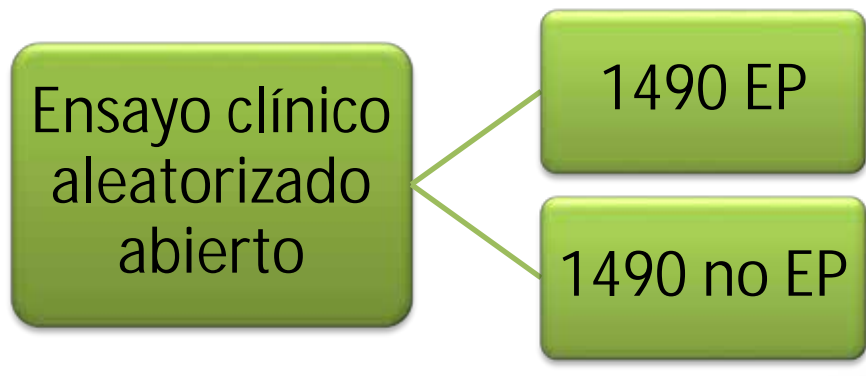 Ensayo clínico
aleatorizado
abierto
1490 EP
1490 no EP